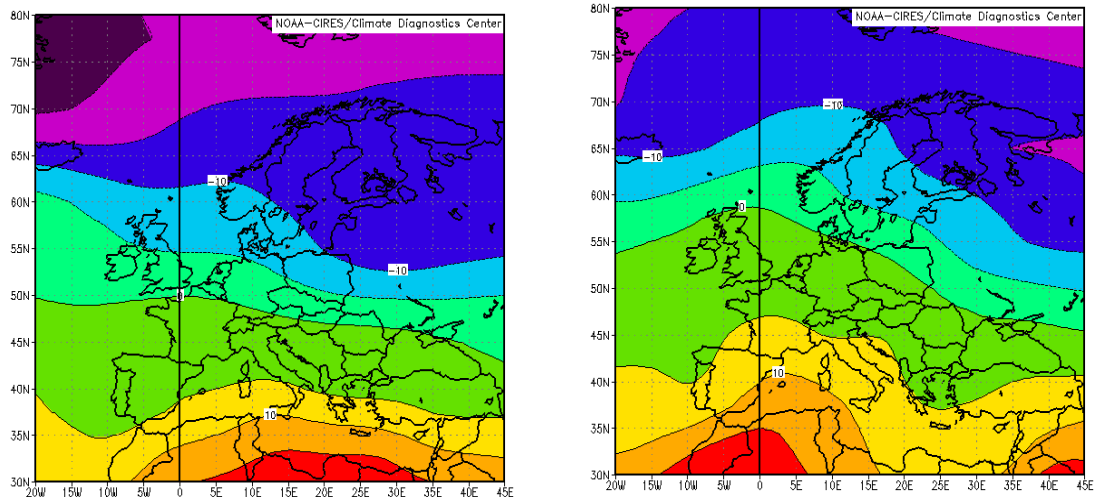 NOAA-CIRES/Climate Diagnostics Center
80N
75N
70N
65N
60N
55N
50N
45N
40N
35N
30N
-10
-10
0
10
20W 15W 10W 5W 0 5E 10E 15E 20E 25E 30E 35E 40E 45E
NOAA-CIRES/Climate Diagnostics Center
80N
75N
70N
65N
60N
55N
50N
45N
40N
35N
30N
-10
-10
0
10
20W 15W 10W 5W 0 5E 10E 15E 20E 25E 30E 35E 40E 45E